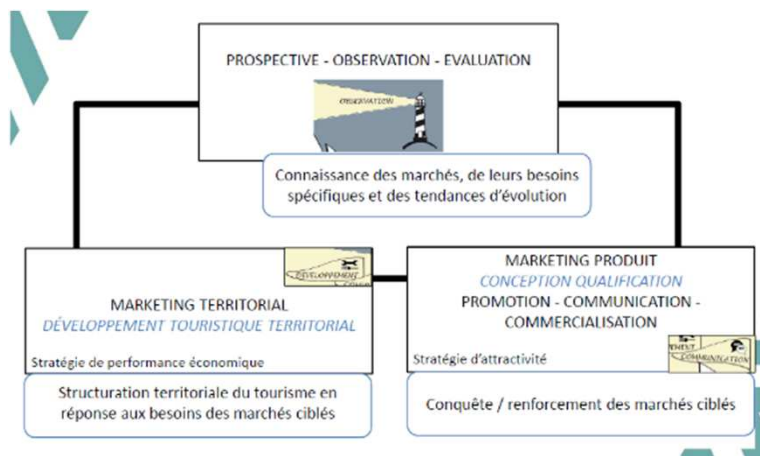 PROSPECTIVE - OBSERVATION - EVALUATION
OBSERVATION
Connaissance des marchés, de leurs besoins
spécifiques et des tendances d'évolution
DÉVELOPPEMENT
MARKETING TERRITORIAL
DÉVELOPPEMENT TOURISTIQUE TERRITORIAL
Stratégie de performance économique
Structuration territoriale du tourisme en
réponse aux besoins des marchés ciblés
MARKETING PRODUIT
CONCEPTION QUALIFICATION
PROMOTION - COMMUNICATION -
COMMERCIALISATION
Stratégie d'attractivité
COMMUNICATION
Conquête / renforcement des marchés ciblés